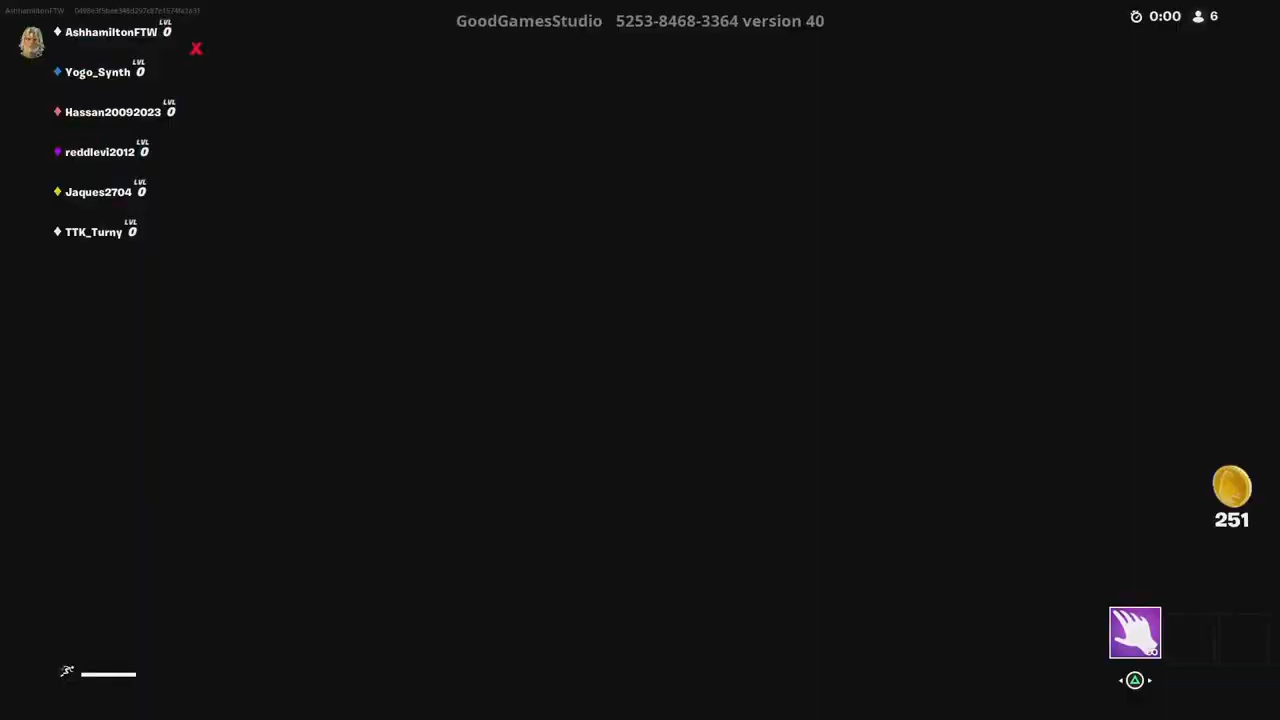 AshhamiltonFTW
GoodGamesStudio 5253-8468-3364 version 40
0:00 6
AshhamiltonFTW LVL 0
X
Yogo_Synth LVL 0
Hassan20092023 LVL 0
reddlevi2012 LVL 0
Jaques2704 LVL 0
TTK_Turny LVL 0
251
∞